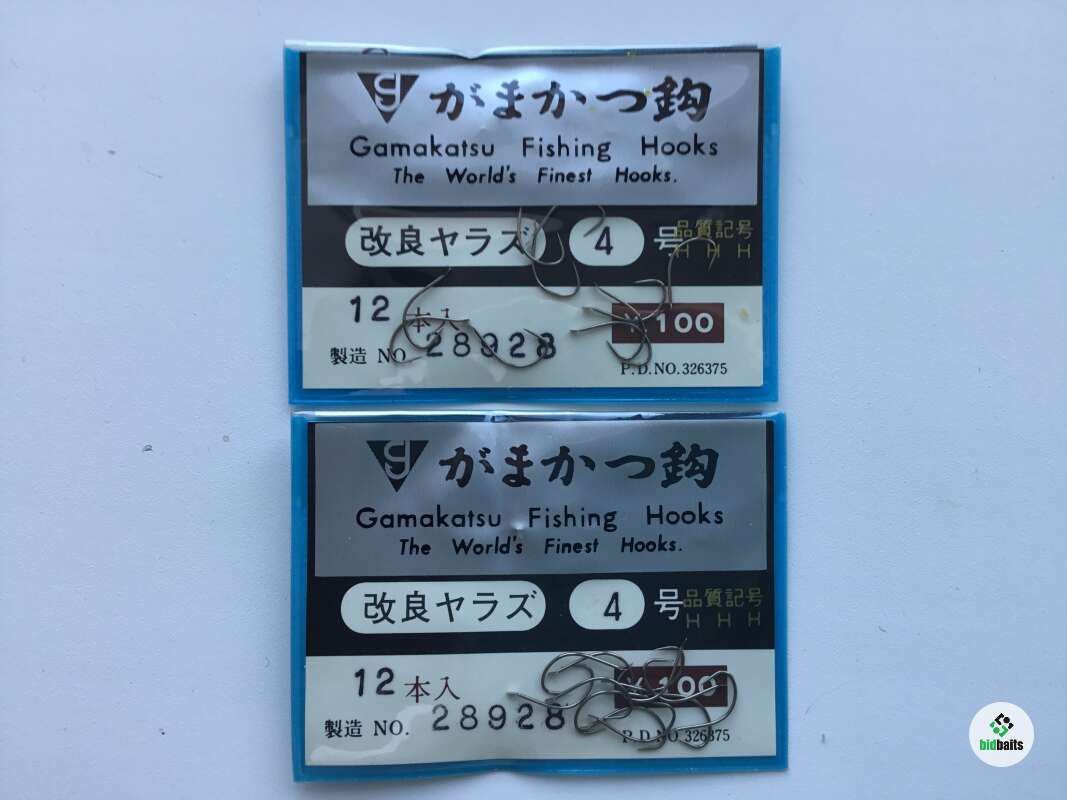 がまかつ鈎
Gamakatsu Fishing Hooks
The World's Finest Hooks.
改良ヤラズ 4 号 品質記号
H H H
12 本入
¥100
製造 NO. 28928
P.D.NO.326375
がまかつ鈎
Gamakatsu Fishing Hooks
The World's Finest Hooks.
改良ヤラズ 4 号 品質記号
H H H
12 本入
¥100
製造 NO. 28928
P.D.NO.326375
bidbaits